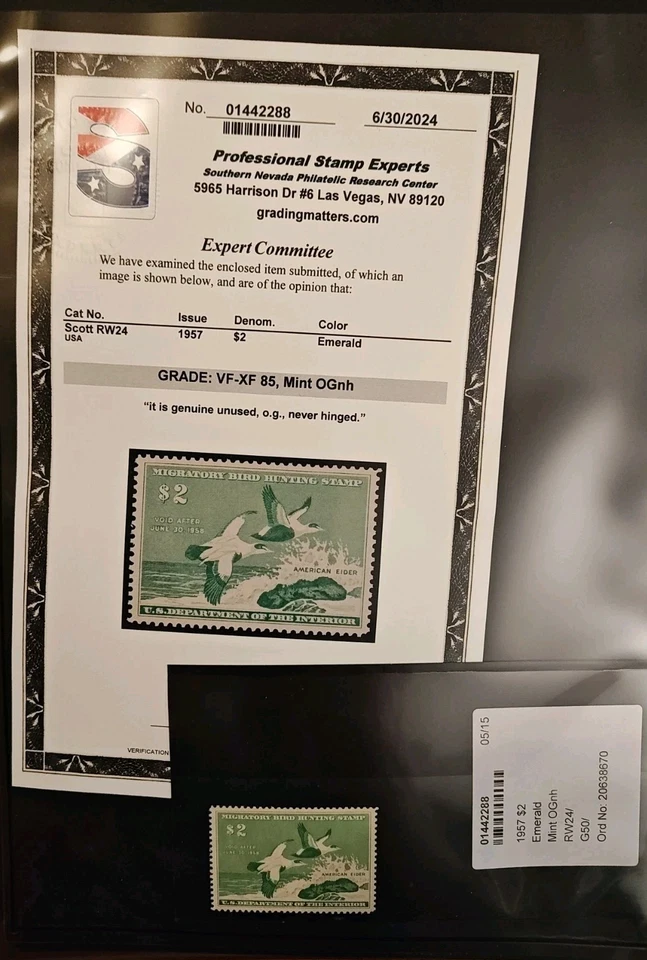 No. 01442288
6/30/2024
Professional Stamp Experts
Southern Nevada Philatelic Research Center
5965 Harrison Dr #6 Las Vegas, NV 89120
gradingmatters.com
Expert Committee
We have examined the enclosed item submitted, of which an
image is shown below, and are of the opinion that:
Cat No. Issue Denom. Color
Scott RW24 1957 $2 Emerald
USA
GRADE: VF-XF 85, Mint OGnh
“it is genuine unused, o.g., never hinged.”
MIGRATORY BIRD HUNTING STAMP
$2
VOID AFTER
JUNE 30, 1958
AMERICAN EIDER
U.S. DEPARTMENT OF THE INTERIOR
VERIFICATION
MIGRATORY BIRD HUNTING STAMP
$2
VOID AFTER
JUNE 30, 1958
AMERICAN EIDER
U.S. DEPARTMENT OF THE INTERIOR
01442288 05/15
1957 $2
Emerald
Mint OGnh
RW24/
G50/
Ord No: 20638670